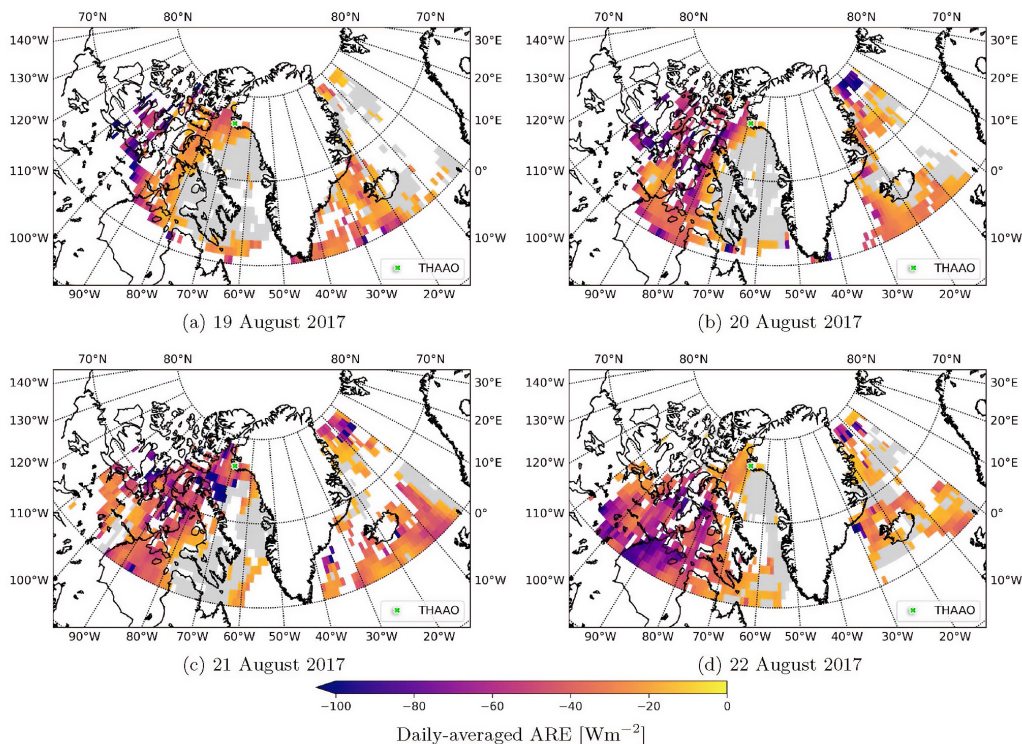 70°N 80°N 80°N 70°N
140°W 30°E
130°W 20°E
120°W 10°E
110°W 0°
100°W 10°W
THAAO
90°W 80°W 70°W 60°W 50°W 40°W 30°W 20°W
(a) 19 August 2017
70°N 80°N 80°N 70°N
140°W 30°E
130°W 20°E
120°W 10°E
110°W 0°
100°W 10°W
THAAO
90°W 80°W 70°W 60°W 50°W 40°W 30°W 20°W
(b) 20 August 2017
70°N 80°N 80°N 70°N
140°W 30°E
130°W 20°E
120°W 10°E
110°W 0°
100°W 10°W
THAAO
90°W 80°W 70°W 60°W 50°W 40°W 30°W 20°W
(c) 21 August 2017
70°N 80°N 80°N 70°N
140°W 30°E
130°W 20°E
120°W 10°E
110°W 0°
100°W 10°W
THAAO
90°W 80°W 70°W 60°W 50°W 40°W 30°W 20°W
(d) 22 August 2017
−100 −80 −60 −40 −20 0
Daily-averaged ARE [Wm⁻²]